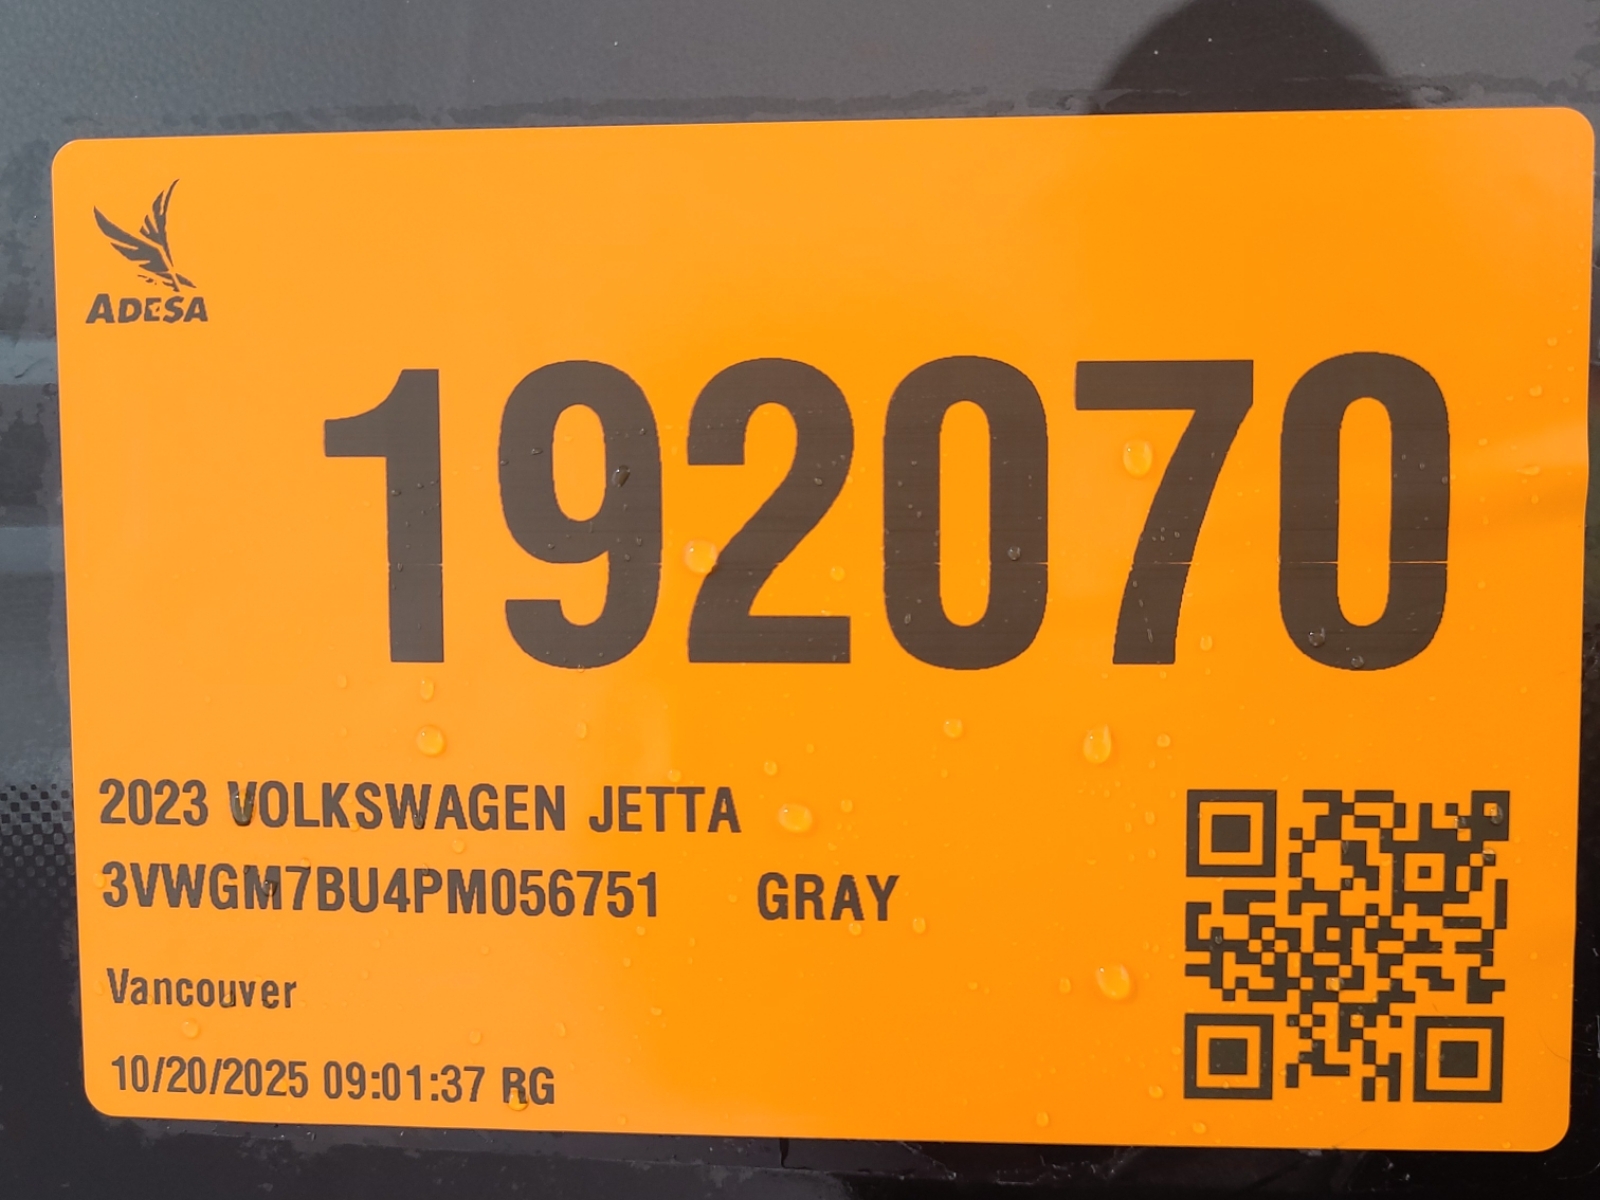 ADESA
192070
2023 VOLKSWAGEN JETTA
3VWGM7BU4PM056751 GRAY
Vancouver
10/20/2025 09:01:37 RG